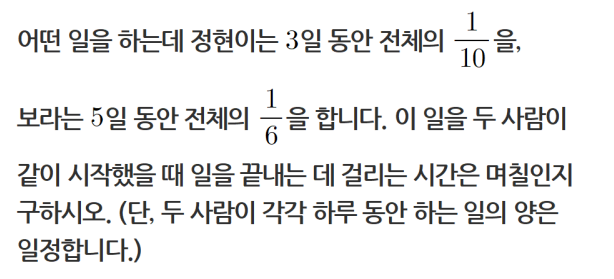 어떤 일을 하는데 정현이는 3일 동안 전체의 1/10을,
보라는 5일 동안 전체의 1/6을 합니다. 이 일을 두 사람이
같이 시작했을 때 일을 끝내는 데 걸리는 시간은 며칠인지
구하시오. (단, 두 사람이 각각 하루 동안 하는 일의 양은
일정합니다.)